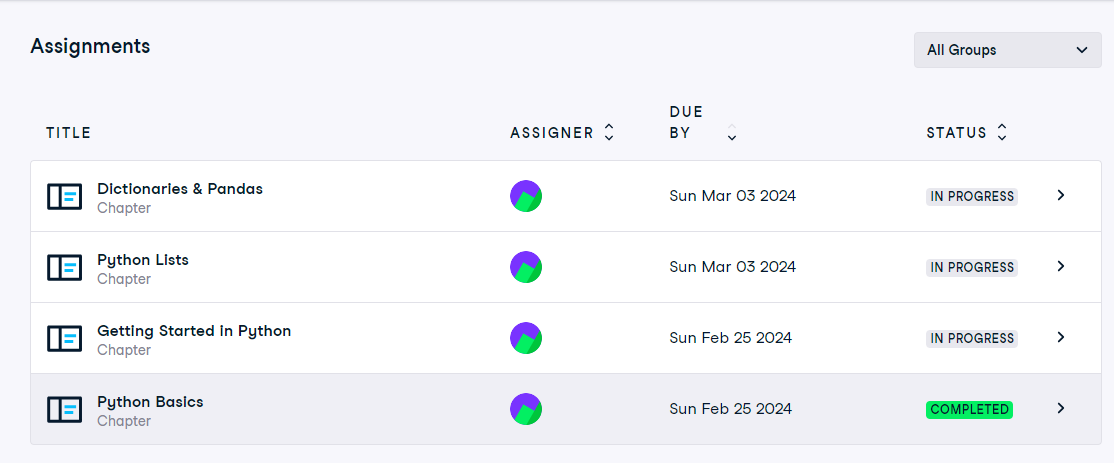 Assignments
All Groups
TITLE
ASSIGNER
DUE
BY
STATUS
Dictionaries & Pandas
Chapter
Sun Mar 03 2024
IN PROGRESS
Python Lists
Chapter
Sun Mar 03 2024
IN PROGRESS
Getting Started in Python
Chapter
Sun Feb 25 2024
IN PROGRESS
Python Basics
Chapter
Sun Feb 25 2024
COMPLETED